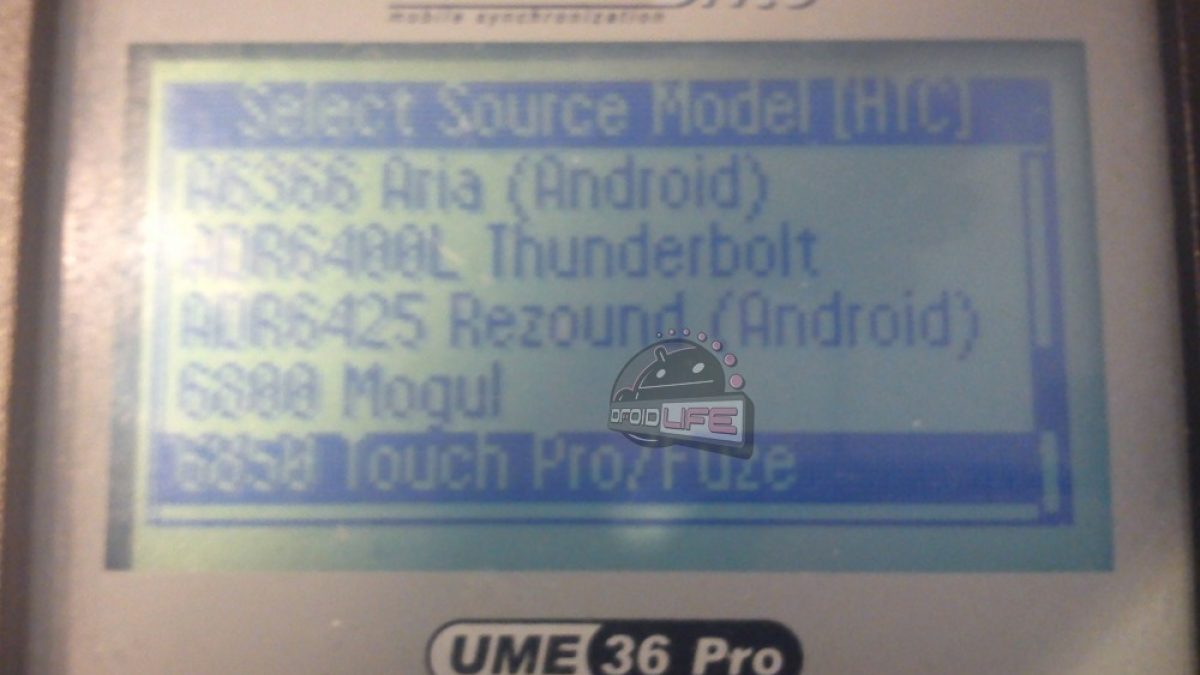 mobile synchronization
Select Source Model [HTC]
A6366 Aria (Android)
ADR6400L Thunderbolt
ADR6425 Rezound (Android)
6800 Mogul
6850 Touch Pro/Fuze
DROID LIFE
UME 36 Pro